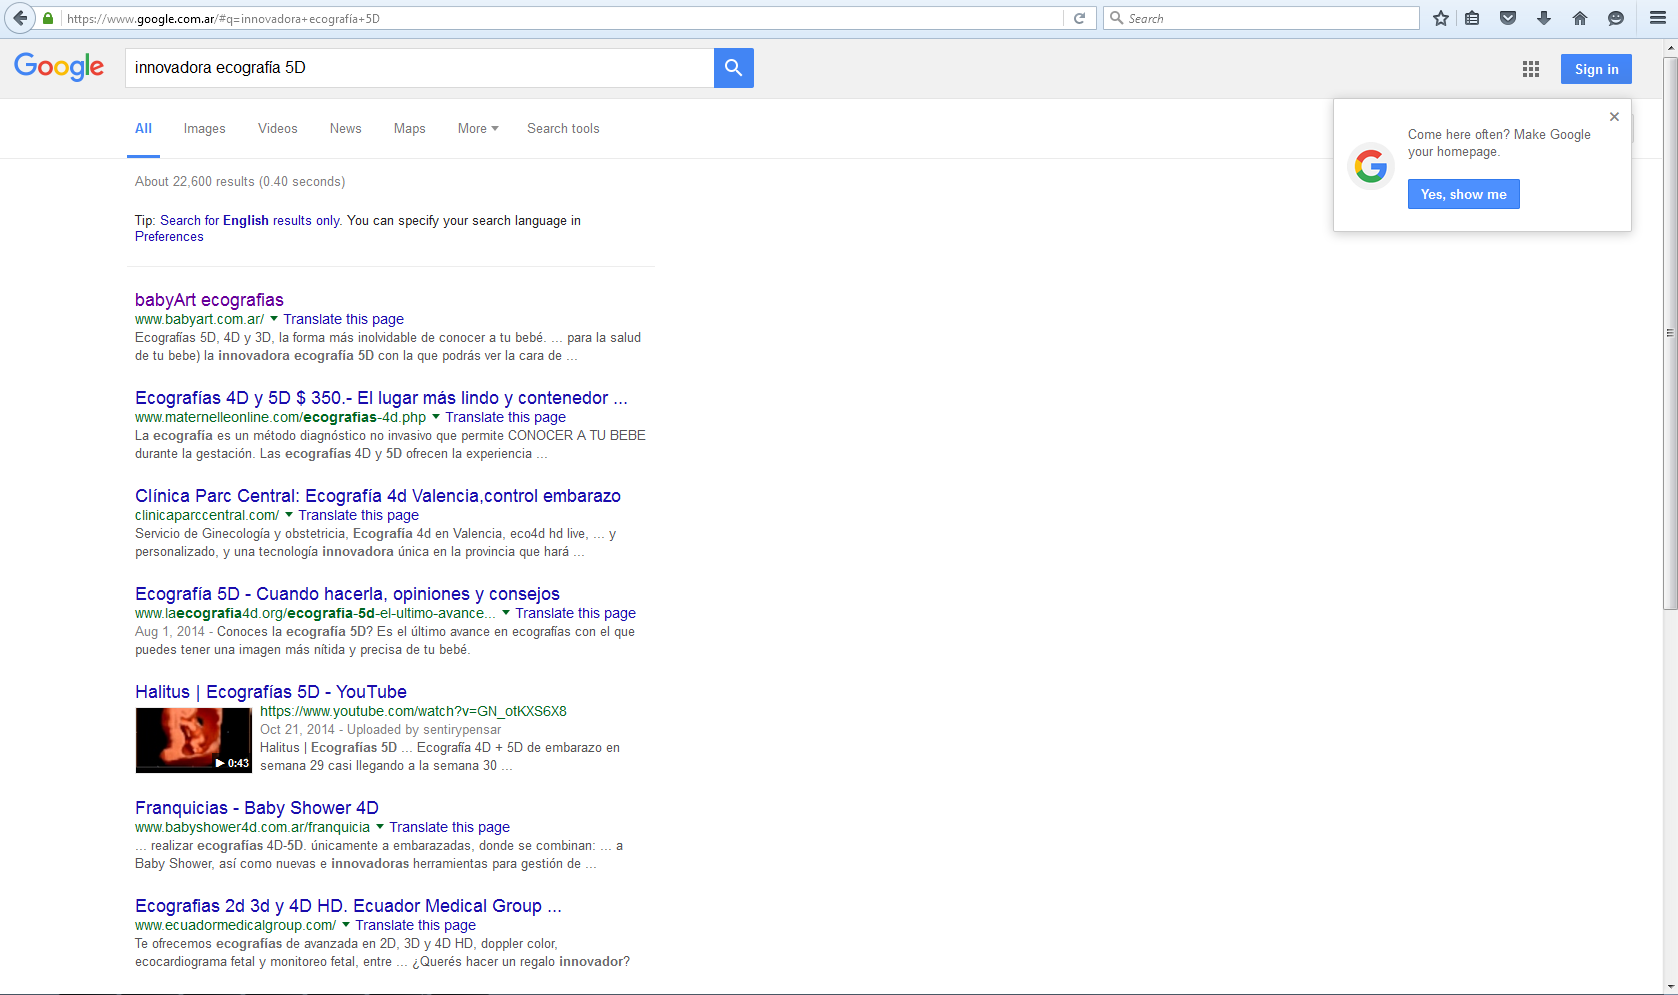 https://www.google.com.ar/#q=innovadora+ecografía+5D
Search
Google
innovadora ecografía 5D
Sign in
All Images Videos News Maps More Search tools
Come here often? Make Google
your homepage.
Yes, show me
About 22,600 results (0.40 seconds)
Tip: Search for English results only. You can specify your search language in
Preferences
babyArt ecografias
www.babyart.com.ar/ Translate this page
Ecografías 5D, 4D y 3D, la forma más inolvidable de conocer a tu bebé. ... para la salud
de tu bebe) la innovadora ecografía 5D con la que podrás ver la cara de ...
Ecografías 4D y 5D $ 350.- El lugar más lindo y contenedor ...
www.maternelleonline.com/ecografias-4d.php Translate this page
La ecografía es un método diagnóstico no invasivo que permite CONOCER A TU BEBE
durante la gestación. Las ecografías 4D y 5D ofrecen la experiencia ...
Clínica Parc Central: Ecografía 4d Valencia,control embarazo
clinicaparccentral.com/ Translate this page
Servicio de Ginecología y obstetricia, Ecografía 4d en Valencia, eco4d hd live, ... y
personalizado, y una tecnología innovadora única en la provincia que hará ...
Ecografía 5D - Cuando hacerla, opiniones y consejos
www.laecografia4d.org/ecografia-5d-el-ultimo-avance... Translate this page
Aug 1, 2014 - Conoces la ecografía 5D? Es el último avance en ecografías con el que
puedes tener una imagen más nítida y precisa de tu bebé.
Halitus | Ecografías 5D - YouTube
https://www.youtube.com/watch?v=GN_otKXS6X8
Oct 21, 2014 - Uploaded by sentirypensar
Halitus | Ecografías 5D ... Ecografía 4D + 5D de embarazo en
semana 29 casi llegando a la semana 30 ...
0:43
Franquicias - Baby Shower 4D
www.babyshower4d.com.ar/franquicia Translate this page
... realizar ecografías 4D-5D. únicamente a embarazadas, donde se combinan: ... a
Baby Shower, así como nuevas e innovadoras herramientas para gestión de ...
Ecografias 2d 3d y 4D HD. Ecuador Medical Group ...
www.ecuadormedicalgroup.com/ Translate this page
Te ofrecemos ecografías de avanzada en 2D, 3D y 4D HD, doppler color,
ecocardiograma fetal y monitoreo fetal, entre ... ¿Querés hacer un regalo innovador?